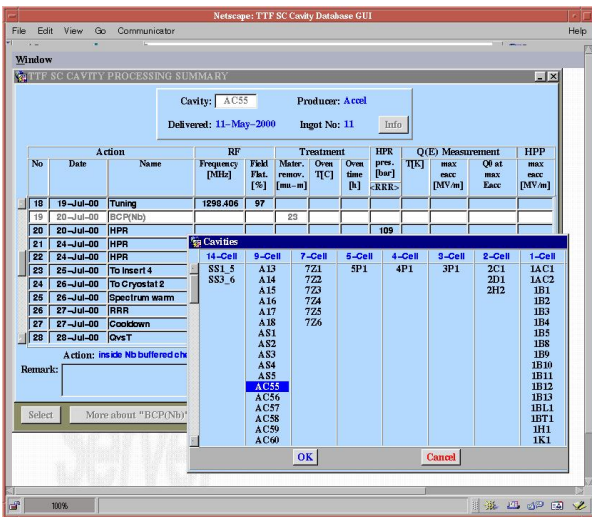 Netscape: TTF SC Cavity Database GUI
File Edit View Go Communicator Help
Window
TTF SC CAVITY PROCESSING SUMMARY
Cavity: AC55 Producer: Accel
Delivered: 11-May-2000 Ingot No: 11 Info
Action RF Treatment HPR Q(E) Measurement HPP
No Date Name Frequency [MHz] Field Flat. [%] Mater. remov. [mu-m] Oven T[C] Oven time [h] pres. [bar] <RRR> T[K] max eacc [MV/m] Q0 at max Eacc max eacc [MV/m]
18 19-Jul-00 Tuning 1298.406 97
19 20-Jul-00 BCP(Nb) 23
20 20-Jul-00 HPR 109
21 24-Jul-00 HPR
22 24-Jul-00 HPR
23 25-Jul-00 To Insert 4
24 26-Jul-00 To Cryostat 2
25 26-Jul-00 Spectrum warm
26 27-Jul-00 RRR
27 27-Jul-00 Cooldown
28 28-Jul-00 QvsT
Action: inside Nb buffered che
Remark:
Select More about "BCP(Nb)"
Cavities
14-Cell 9-Cell 7-Cell 5-Cell 4-Cell 3-Cell 2-Cell 1-Cell
SS1_5 A13 7Z1 5P1 4P1 3P1 2C1 1AC1
SS3_6 A14 7Z2 2D1 1AC2
A15 7Z3 2H2 1B1
A16 7Z4 1B2
A17 7Z5 1B3
A18 7Z6 1B4
AS1 1B5
AS2 1B8
AS3 1B9
AS4 1B10
AS5 1B11
AC55 1B12
AC56 1B13
AC57 1BL1
AC58 1BT1
AC59 1H1
AC60 1K1
OK Cancel
Server
100%